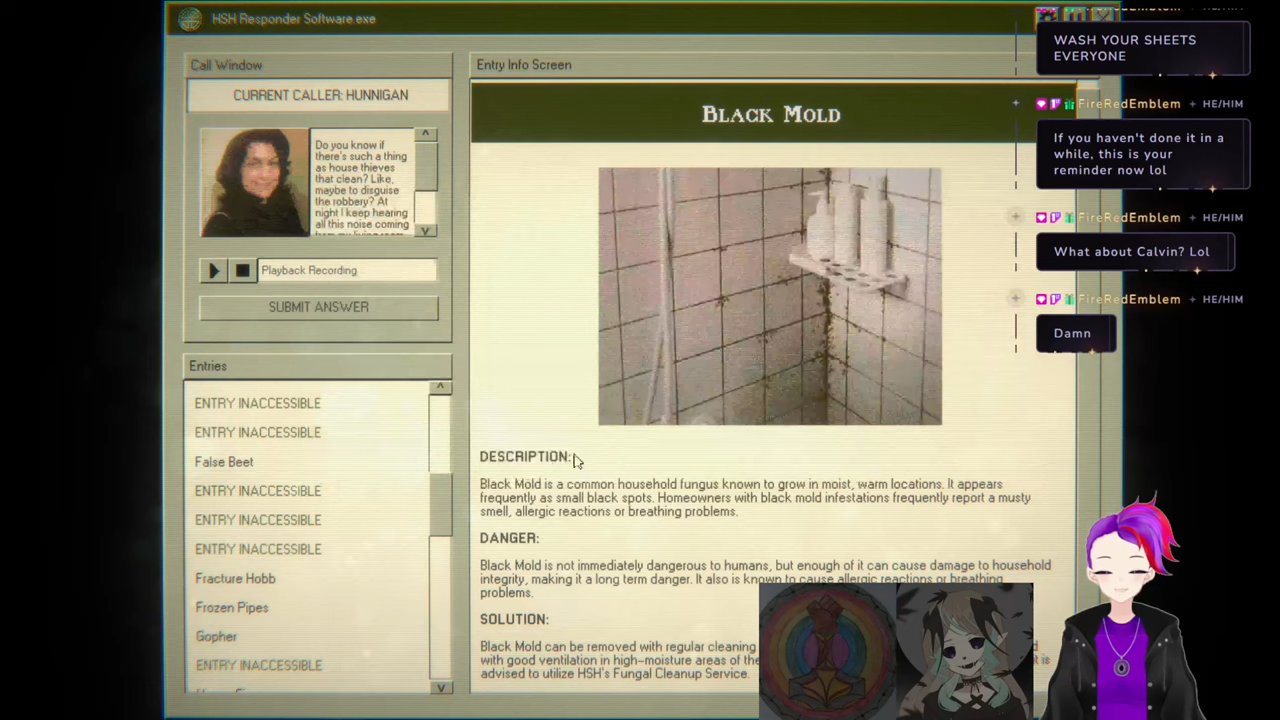 HSH Responder Software.exe
Call Window
CURRENT CALLER: HUNNIGAN
Do you know if
there's such a thing
as house thieves
that clean? Like,
maybe to disguise
the robbery? At
night I keep hearing
all this noise coming
from my living room
Playback Recording
SUBMIT ANSWER
Entries
ENTRY INACCESSIBLE
ENTRY INACCESSIBLE
False Beet
ENTRY INACCESSIBLE
ENTRY INACCESSIBLE
ENTRY INACCESSIBLE
Fracture Hobb
Frozen Pipes
Gopher
ENTRY INACCESSIBLE
Entry Info Screen
BLACK MOLD
DESCRIPTION:
Black Mold is a common household fungus known to grow in moist, warm locations. It appears
frequently as small black spots. Homeowners with black mold infestations frequently report a musty
smell, allergic reactions or breathing problems.
DANGER:
Black Mold is not immediately dangerous to humans, but enough of it can cause damage to household
integrity, making it a long term danger. It also is known to cause allergic reactions or breathing
problems.
SOLUTION:
Black Mold can be removed with regular cleaning
with good ventilation in high-moisture areas of the
advised to utilize HSH's Fungal Cleanup Service.
WASH YOUR SHEETS
EVERYONE
FireRedEmblem + HE/HIM
If you haven't done it in a
while, this is your
reminder now lol
FireRedEmblem + HE/HIM
What about Calvin? Lol
FireRedEmblem + HE/HIM
Damn